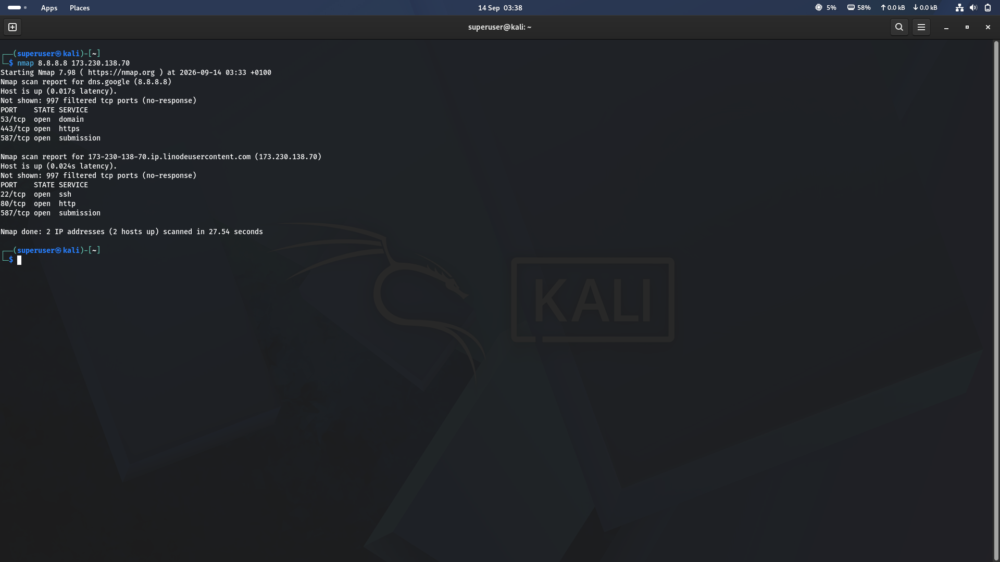 Apps Places 14 Sep 03:38 5% 58% ↑0.0 kB ↓0.0 kB
superuser@kali: ~
┌──(superuser㉿kali)-[~]
└─$ nmap 8.8.8.8 173.230.138.70
Starting Nmap 7.98 ( https://nmap.org ) at 2026-09-14 03:33 +0100
Nmap scan report for dns.google (8.8.8.8)
Host is up (0.017s latency).
Not shown: 997 filtered tcp ports (no-response)
PORT    STATE SERVICE
53/tcp  open  domain
443/tcp open  https
587/tcp open  submission
Nmap scan report for 173-230-138-70.ip.linodeusercontent.com (173.230.138.70)
Host is up (0.024s latency).
Not shown: 997 filtered tcp ports (no-response)
PORT    STATE SERVICE
22/tcp  open  ssh
80/tcp  open  http
587/tcp open  submission
Nmap done: 2 IP addresses (2 hosts up) scanned in 27.54 seconds
┌──(superuser㉿kali)-[~]
└─$
KALI